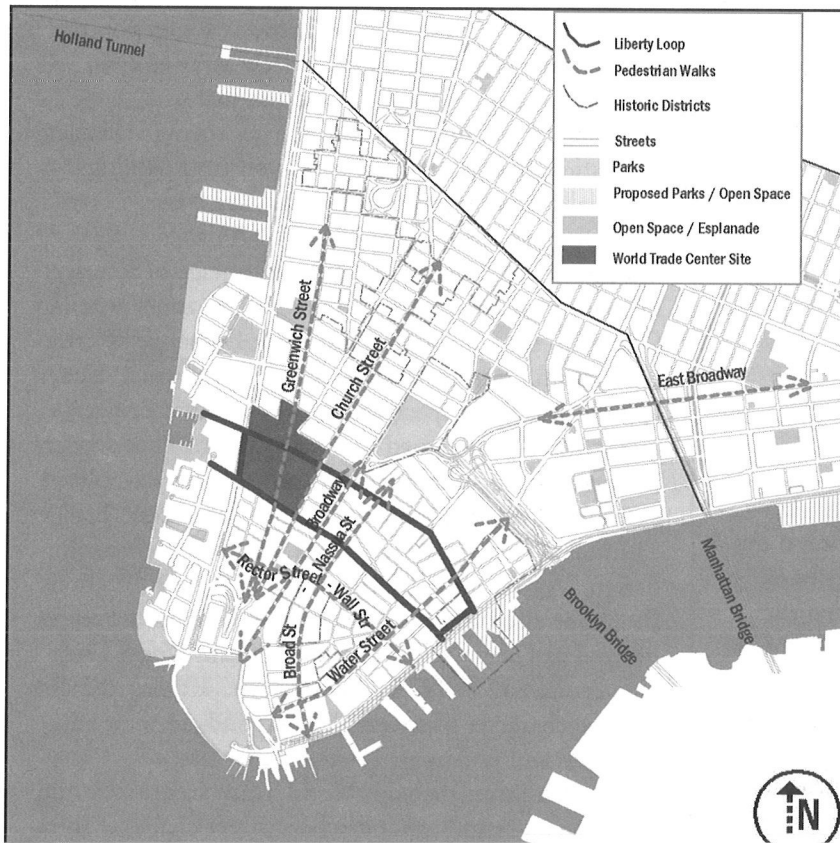 Holland Tunnel
Liberty Loop
Pedestrian Walks
Historic Districts
Streets
Parks
Proposed Parks / Open Space
Open Space / Esplanade
World Trade Center Site
Greenwich Street
Church Street
East Broadway
Broadway
Nassau St
Rector Street - Wall Str
Broad St
Water Street
Brooklyn Bridge
Manhattan Bridge
N